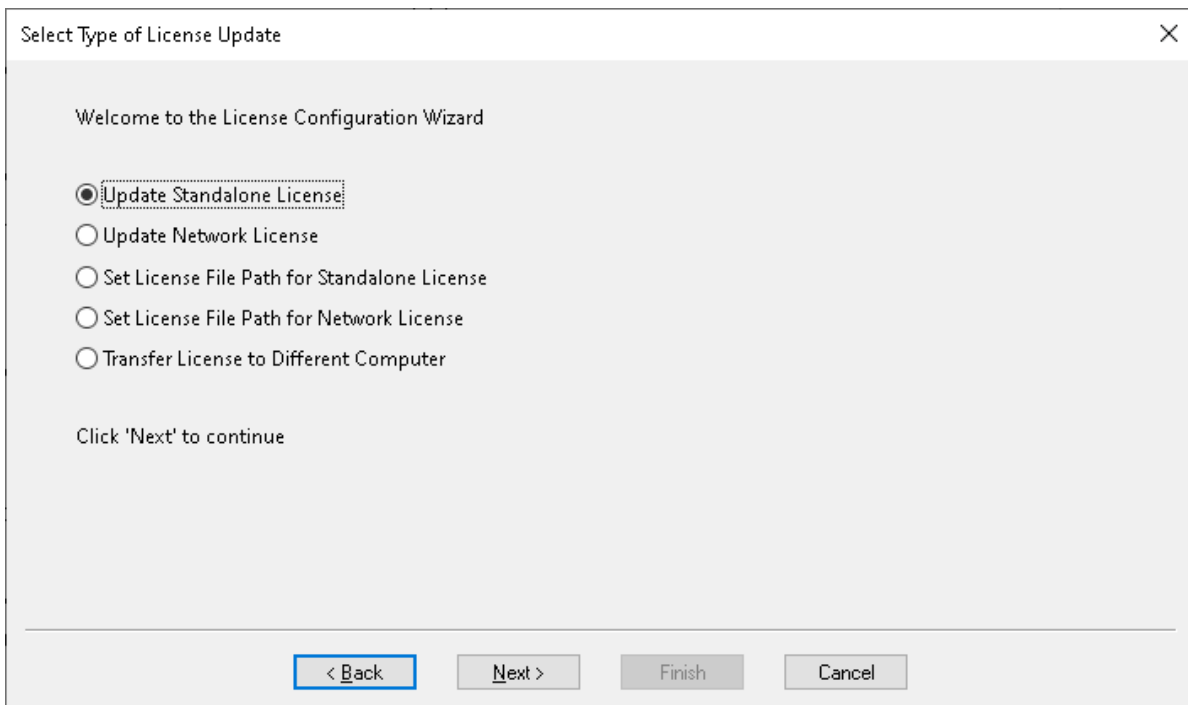 Select Type of License Update
Welcome to the License Configuration Wizard
Update Standalone License
Update Network License
Set License File Path for Standalone License
Set License File Path for Network License
Transfer License to Different Computer
Click 'Next' to continue
< Back Next > Finish Cancel